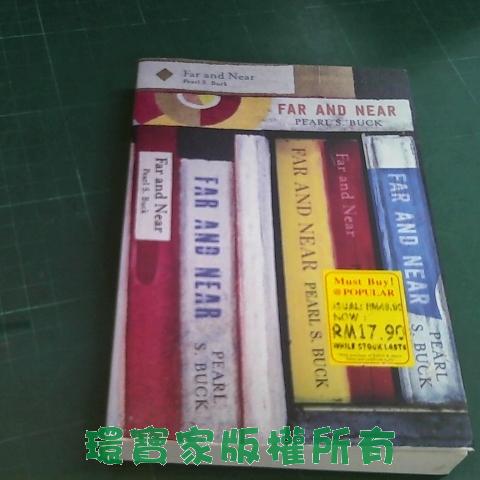 Far and Near
Pearl S. Buck
FAR AND NEAR
PEARL S. BUCK
Far and Near
Pearl S. Buck
FAR AND NEAR
PEARL
S. BUCK
FAR AND NEAR
PEARL S. BUCK
Far and Near
FAR AND NEAR
PEARL
S. BUCK
Must Buy!
@POPULAR
NOW :
RM17.90
WHILE STOCK LASTS
環寶家版權所有